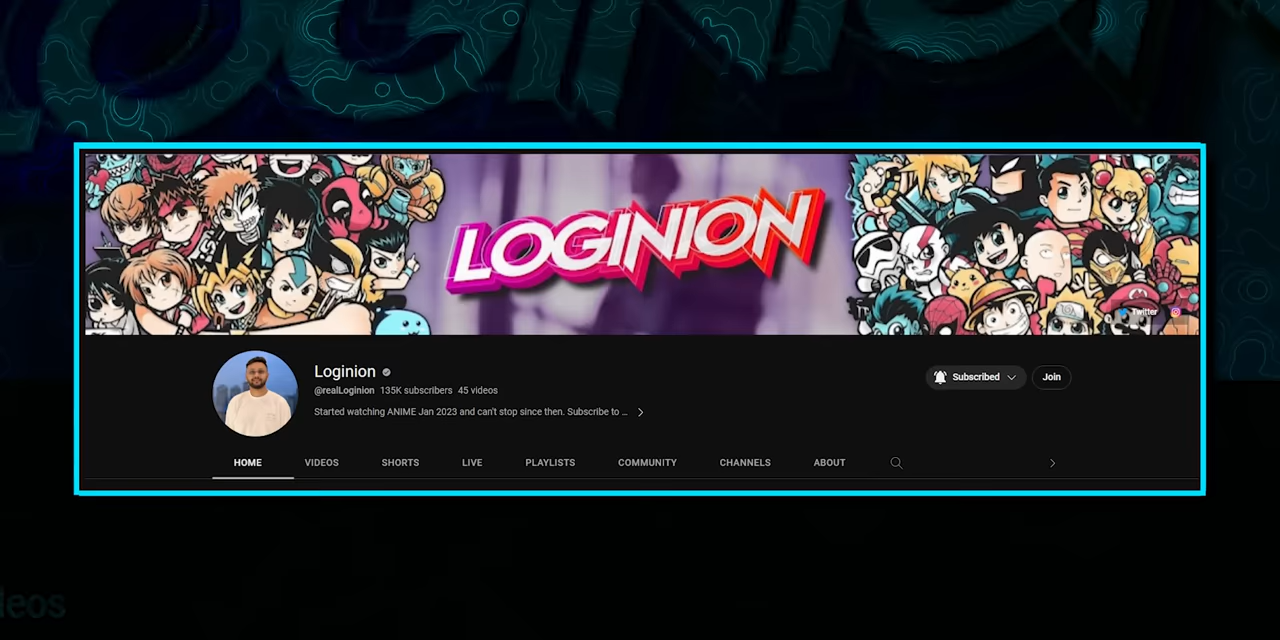 LOGINION
Twitter
Loginion
@realLoginion 135K subscribers 45 videos
Started watching ANIME Jan 2023 and can't stop since then. Subscribe to ...
Subscribed
Join
HOME VIDEOS SHORTS LIVE PLAYLISTS COMMUNITY CHANNELS ABOUT